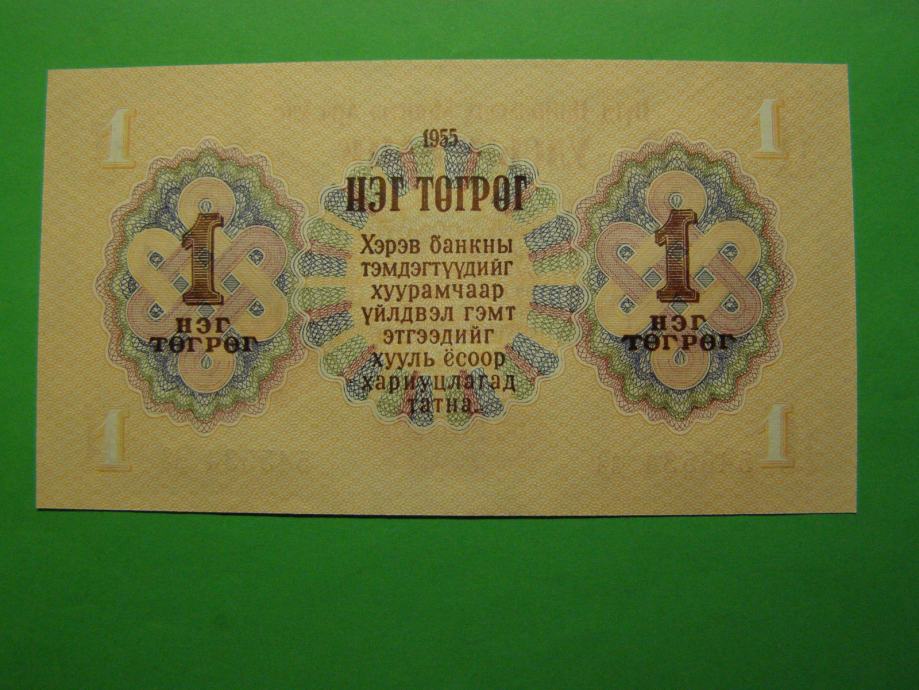 1 1
1955
НЭГ ТӨГРӨГ
Хэрэв банкны
тэмдэгтүүдийг
хуурамчаар
үйлдвэл гэмт
этгээдийг
хууль ёсоор
хариуцлагад
татна.
1
НЭГ
ТӨГРӨГ
1
НЭГ
ТӨГРӨГ
1 1